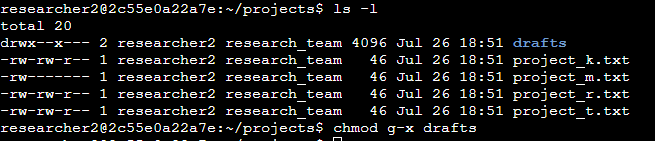 researcher2@2c55e0a22a7e:~/projects$ ls -l
total 20
drwx--x--- 2 researcher2 research_team 4096 Jul 26 18:51 drafts
-rw-rw-r-- 1 researcher2 research_team   46 Jul 26 18:51 project_k.txt
-rw------- 1 researcher2 research_team   46 Jul 26 18:51 project_m.txt
-rw-rw-r-- 1 researcher2 research_team   46 Jul 26 18:51 project_r.txt
-rw-rw-r-- 1 researcher2 research_team   46 Jul 26 18:51 project_t.txt
researcher2@2c55e0a22a7e:~/projects$ chmod g-x drafts